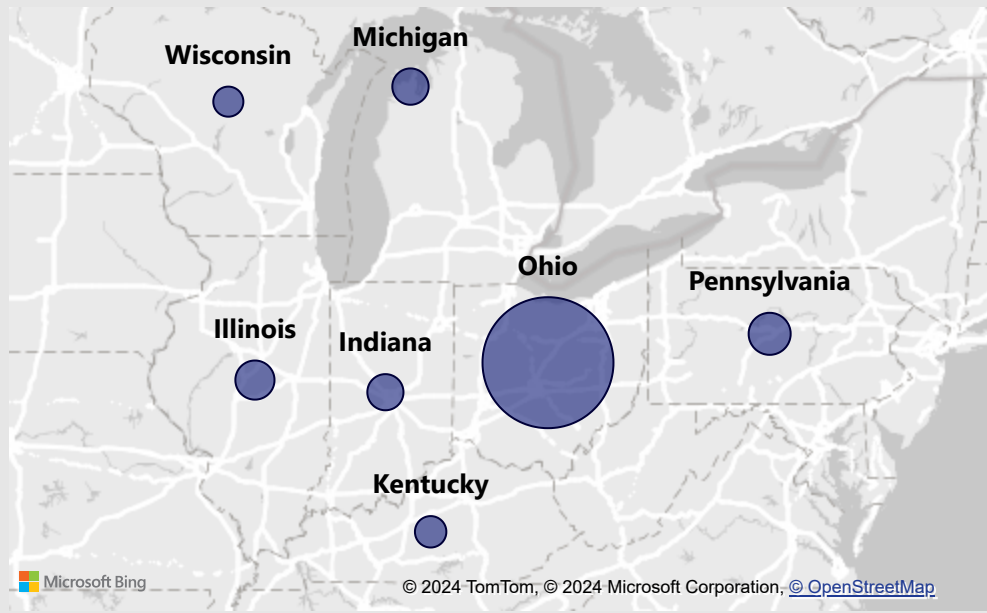 Michigan
Wisconsin
Ohio
Pennsylvania
Illinois
Indiana
Kentucky
Microsoft Bing
© 2024 TomTom, © 2024 Microsoft Corporation, © OpenStreetMap